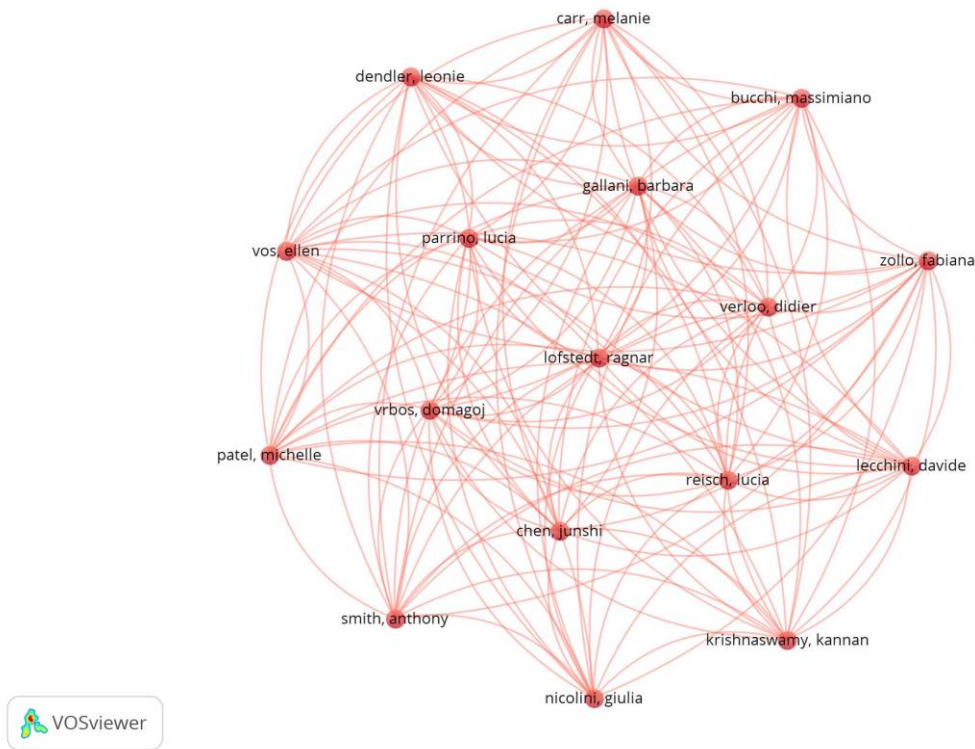 carr, melanie
dendler, leonie
bucchi, massimiano
gallani, barbara
parrino, lucia
vos, ellen
zollo, fabiana
verloo, didier
lofstedt, ragnar
vrbos, domagoj
patel, michelle
lecchini, davide
reisch, lucia
chen, junshi
smith, anthony
krishnaswamy, kannan
nicolini, giulia
VOSviewer